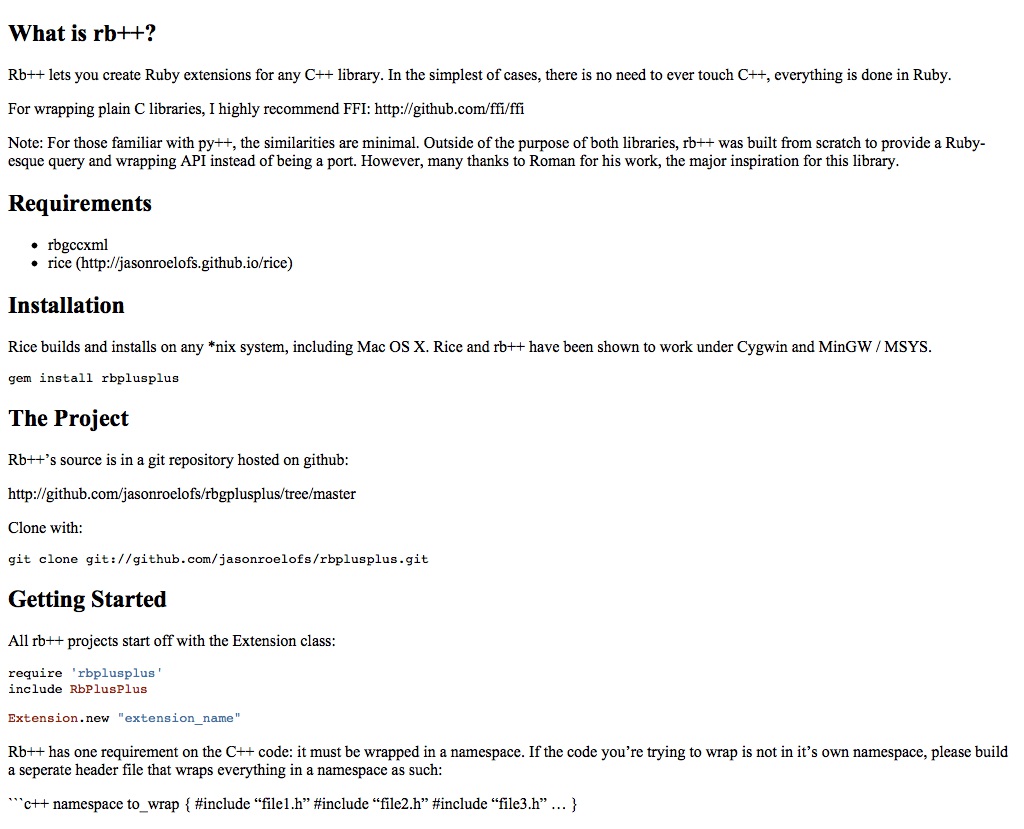 What is rb++?
Rb++ lets you create Ruby extensions for any C++ library. In the simplest of cases, there is no need to ever touch C++, everything is done in Ruby.
For wrapping plain C libraries, I highly recommend FFI: http://github.com/ffi/ffi
Note: For those familiar with py++, the similarities are minimal. Outside of the purpose of both libraries, rb++ was built from scratch to provide a Ruby-
esque query and wrapping API instead of being a port. However, many thanks to Roman for his work, the major inspiration for this library.
Requirements
• rbgccxml
• rice (http://jasonroelofs.github.io/rice)
Installation
Rice builds and installs on any *nix system, including Mac OS X. Rice and rb++ have been shown to work under Cygwin and MinGW / MSYS.
gem install rbplusplus
The Project
Rb++’s source is in a git repository hosted on github:
http://github.com/jasonroelofs/rbgplusplus/tree/master
Clone with:
git clone git://github.com/jasonroelofs/rbplusplus.git
Getting Started
All rb++ projects start off with the Extension class:
require 'rbplusplus'
include RbPlusPlus
Extension.new "extension_name"
Rb++ has one requirement on the C++ code: it must be wrapped in a namespace. If the code you’re trying to wrap is not in it’s own namespace, please build
a seperate header file that wraps everything in a namespace as such:
```c++ namespace to_wrap { #include “file1.h” #include “file2.h” #include “file3.h” … }